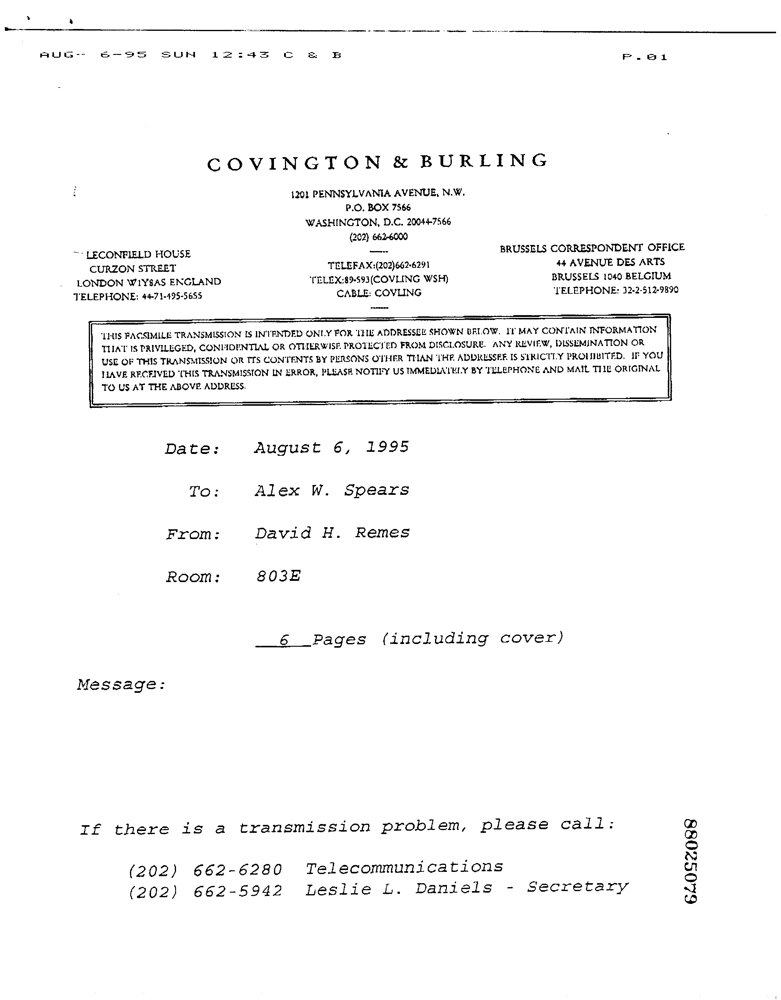 AUG- 6-95 SUN 12:43 C & B P.01
COVINGTON & BURLING
1201 PENNSYLVANIA AVENUE, N.W.
P.O. BOX 7566
WASHINGTON, D.C. 20044-7566
(202) 662-6000
LECONFIELD HOUSE
CURZON STREET
LONDON W1Y8AS ENGLAND
TELEPHONE: 44-71-495-5655
TELEFAX:(202)662-6291
TELEX:89-593(COVLING WSH)
CABLE: COVLING
BRUSSELS CORRESPONDENT OFFICE
44 AVENUE DES ARTS
BRUSSELS 1040 BELGIUM
TELEPHONE: 32-2-512-9890
THIS FACSIMILE TRANSMISSION IS INTENDED ONLY FOR THE ADDRESSEE SHOWN BELOW. IT MAY CONTAIN INFORMATION
THAT IS PRIVILEGED, CONFIDENTIAL OR OTHERWISE PROTECTED FROM DISCLOSURE. ANY REVIEW, DISSEMINATION OR
USE OF THIS TRANSMISSION OR ITS CONTENTS BY PERSONS OTHER THAN THE ADDRESSEE IS STRICTLY PROHIBITED. IF YOU
HAVE RECEIVED THIS TRANSMISSION IN ERROR, PLEASE NOTIFY US IMMEDIATELY BY TELEPHONE AND MAIL THE ORIGINAL
TO US AT THE ABOVE ADDRESS.
Date: August 6, 1995
To: Alex W. Spears
From: David H. Remes
Room: 803E
6 Pages (including cover)
Message:
If there is a transmission problem, please call:
(202) 662-6280 Telecommunications
(202) 662-5942 Leslie L. Daniels - Secretary
88025079